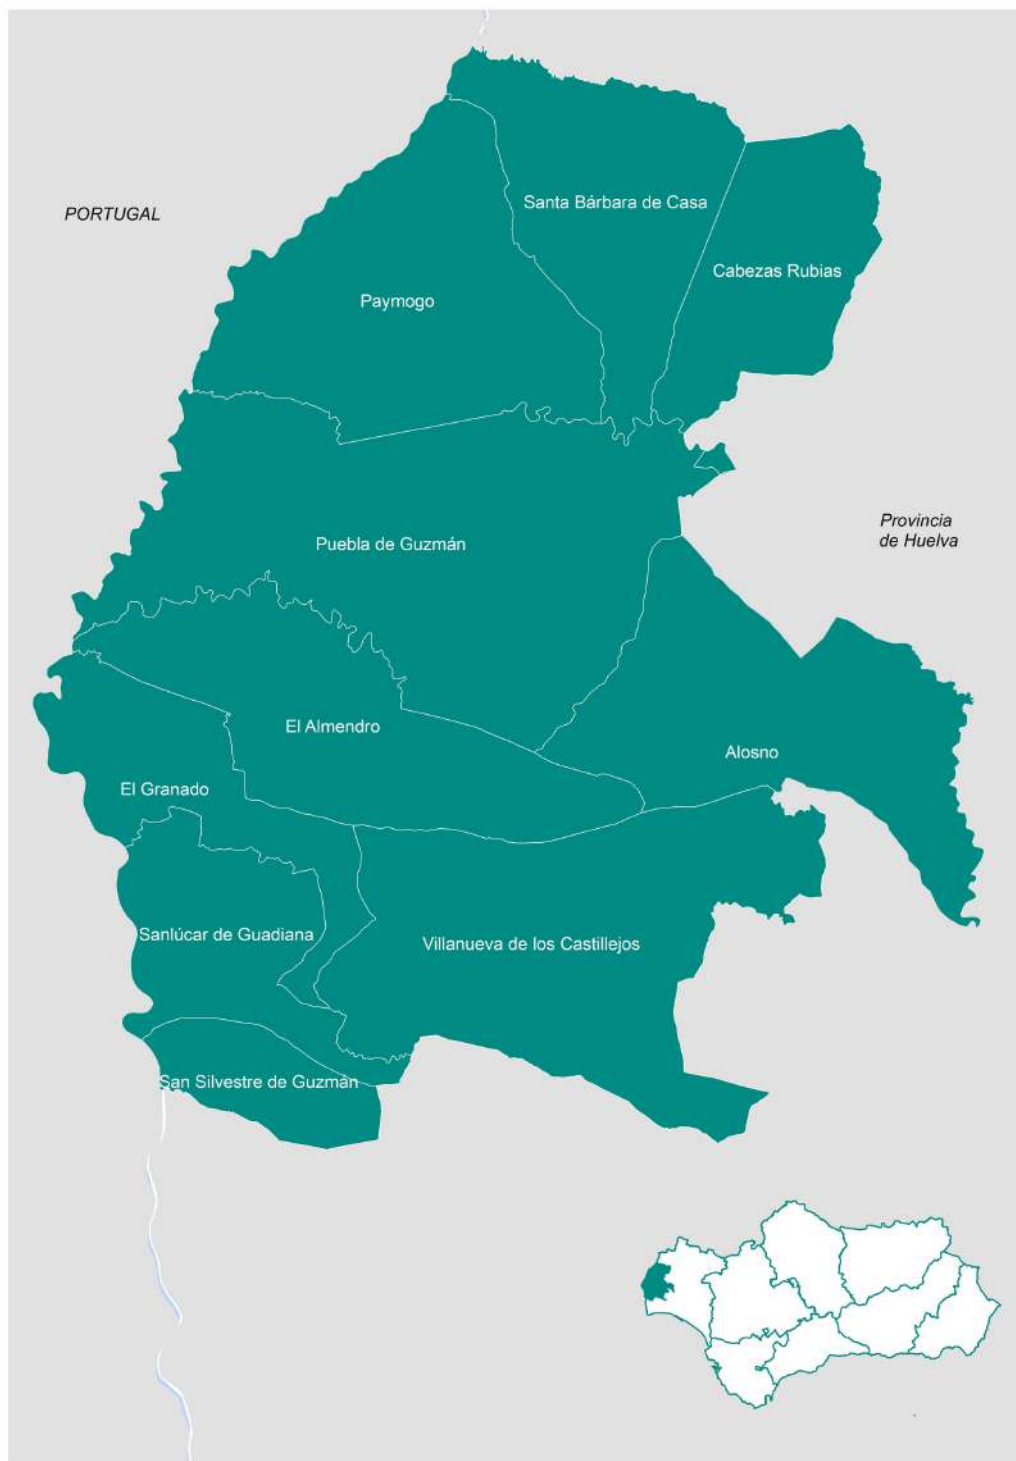 Santa Bárbara de Casa
PORTUGAL
Cabezas Rubias
Paymogo
Provincia
de Huelva
Puebla de Guzmán
El Almendro
Alosno
El Granado
Sanlúcar de Guadiana
Villanueva de los Castillejos
San Silvestre de Guzmán